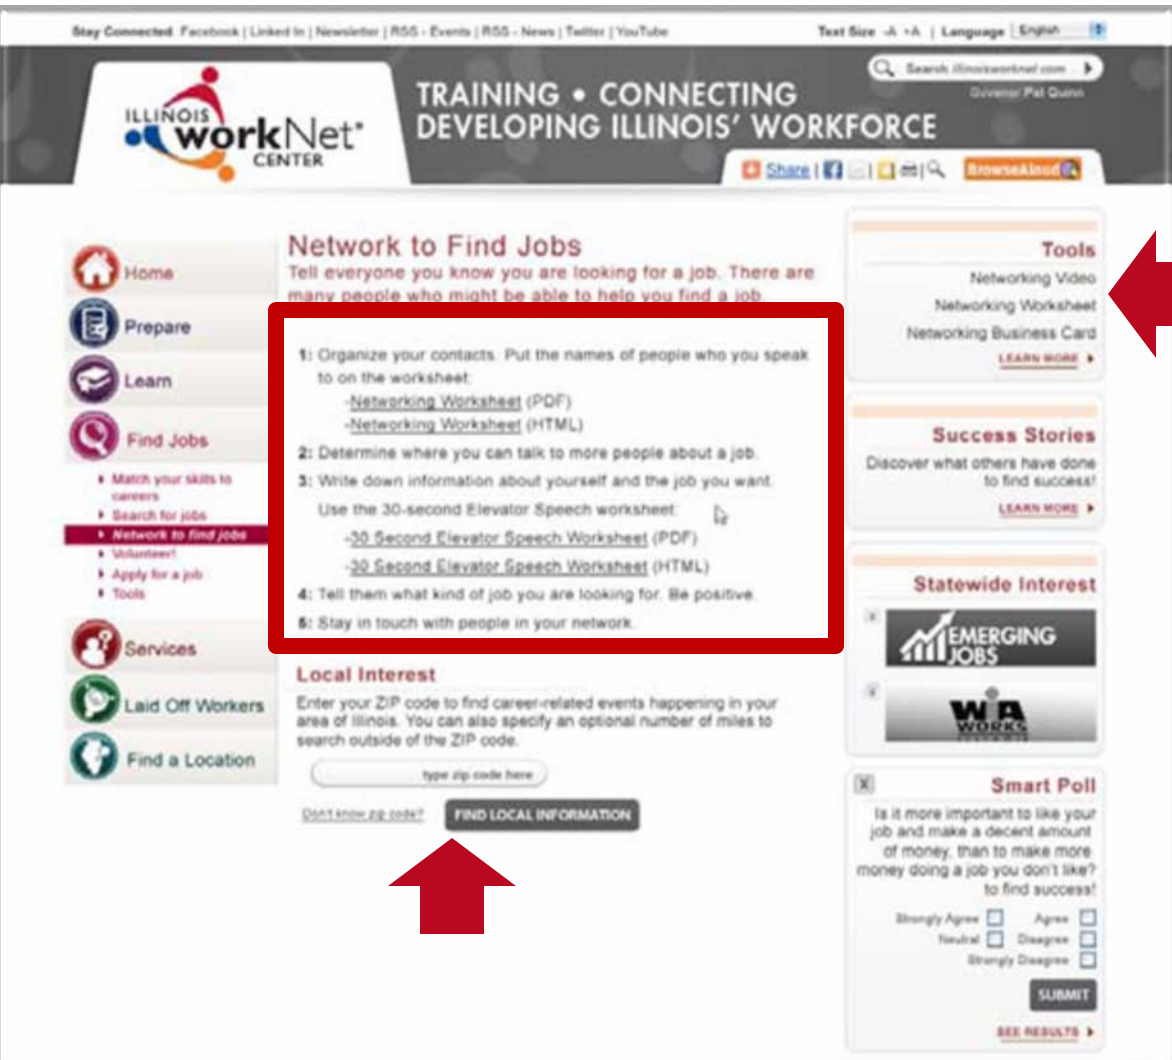 Stay Connected Facebook | Linked In | Newsletter | RSS - Events | RSS - News | Twitter | YouTube
Text Size -A +A | Language English
Search illinoisworknet.com
Governor Pat Quinn
ILLINOIS
workNet
CENTER
TRAINING • CONNECTING
DEVELOPING ILLINOIS' WORKFORCE
Share
BrowseAloud
Home
Prepare
Learn
Find Jobs
Match your skills to
careers
Search for jobs
Network to find jobs
Volunteer!
Apply for a job
Tools
Services
Laid Off Workers
Find a Location
Network to Find Jobs
Tell everyone you know you are looking for a job. There are
many people who might be able to help you find a job.
1: Organize your contacts. Put the names of people who you speak
to on the worksheet:
-Networking Worksheet (PDF)
-Networking Worksheet (HTML)
2: Determine where you can talk to more people about a job.
3: Write down information about yourself and the job you want.
Use the 30-second Elevator Speech worksheet:
-30 Second Elevator Speech Worksheet (PDF)
-30 Second Elevator Speech Worksheet (HTML)
4: Tell them what kind of job you are looking for. Be positive.
5: Stay in touch with people in your network.
Local Interest
Enter your ZIP code to find career-related events happening in your
area of Illinois. You can also specify an optional number of miles to
search outside of the ZIP code.
type zip code here
Don't know zip code?
FIND LOCAL INFORMATION
Tools
Networking Video
Networking Worksheet
Networking Business Card
LEARN MORE
Success Stories
Discover what others have done
to find success!
LEARN MORE
Statewide Interest
x
EMERGING
JOBS
x
WIA
WORKS
ILLINOIS
X
Smart Poll
Is it more important to like your
job and make a decent amount
of money, than to make more
money doing a job you don't like?
to find success!
Strongly Agree
Agree
Neutral
Disagree
Strongly Disagree
SUBMIT
SEE RESULTS